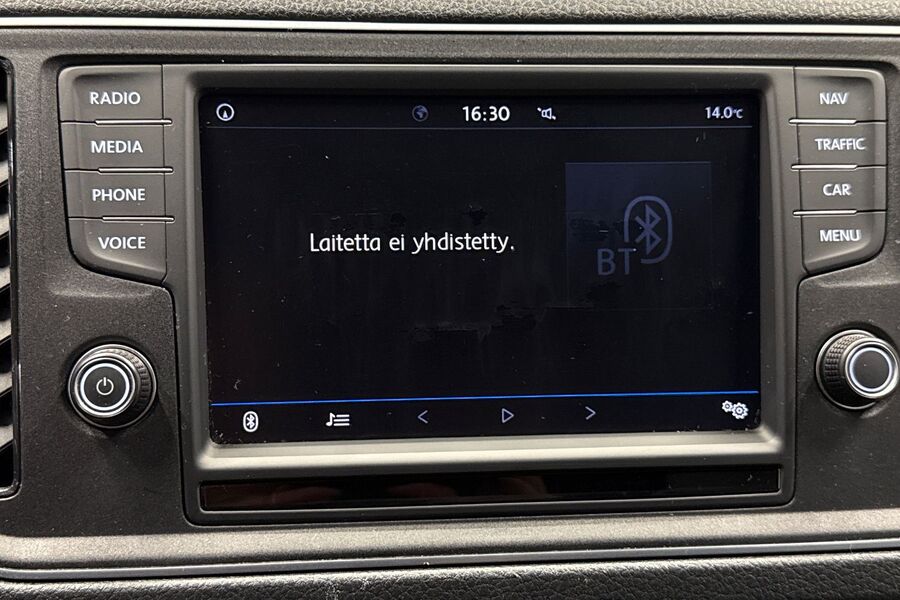 RADIO
MEDIA
PHONE
VOICE
16:30
14.0°C
Laitetta ei yhdistetty.
BT
NAV
TRAFFIC
CAR
MENU